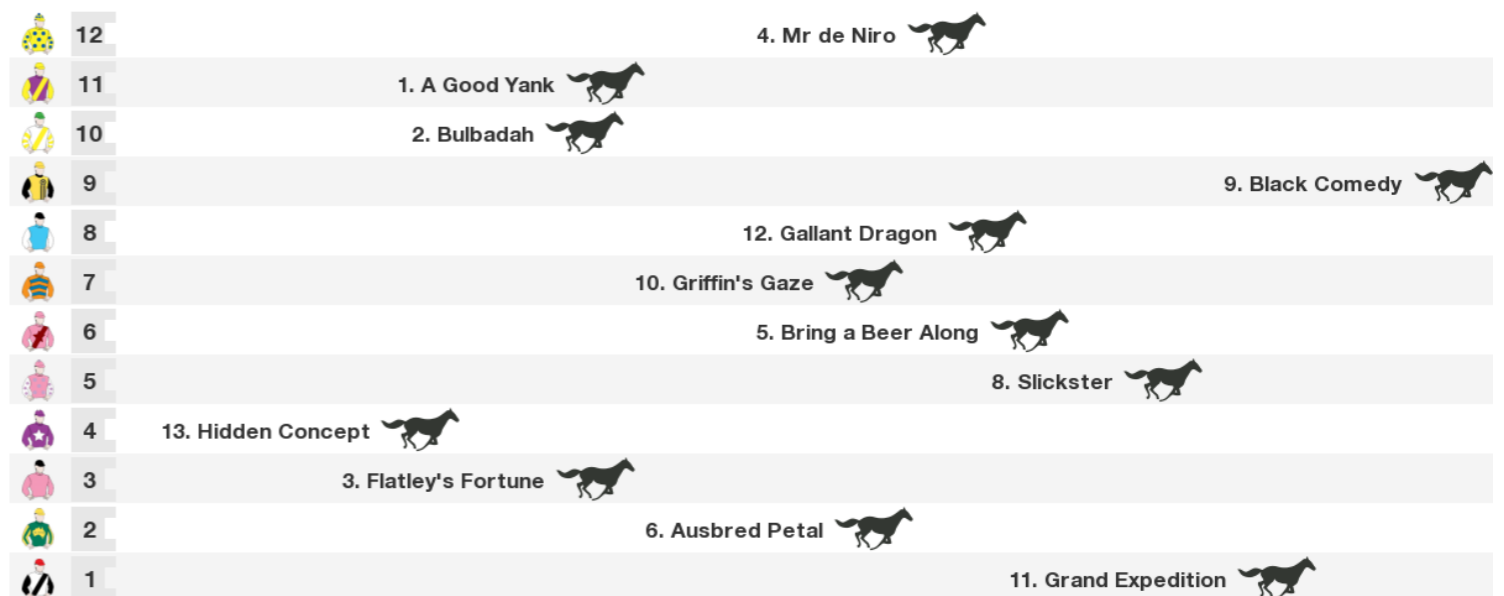 12 4. Mr de Niro
11 1. A Good Yank
10 2. Bulbadah
9 9. Black Comedy
8 12. Gallant Dragon
7 10. Griffin's Gaze
6 5. Bring a Beer Along
5 8. Slickster
4 13. Hidden Concept
3 3. Flatley's Fortune
2 6. Ausbred Petal
1 11. Grand Expedition